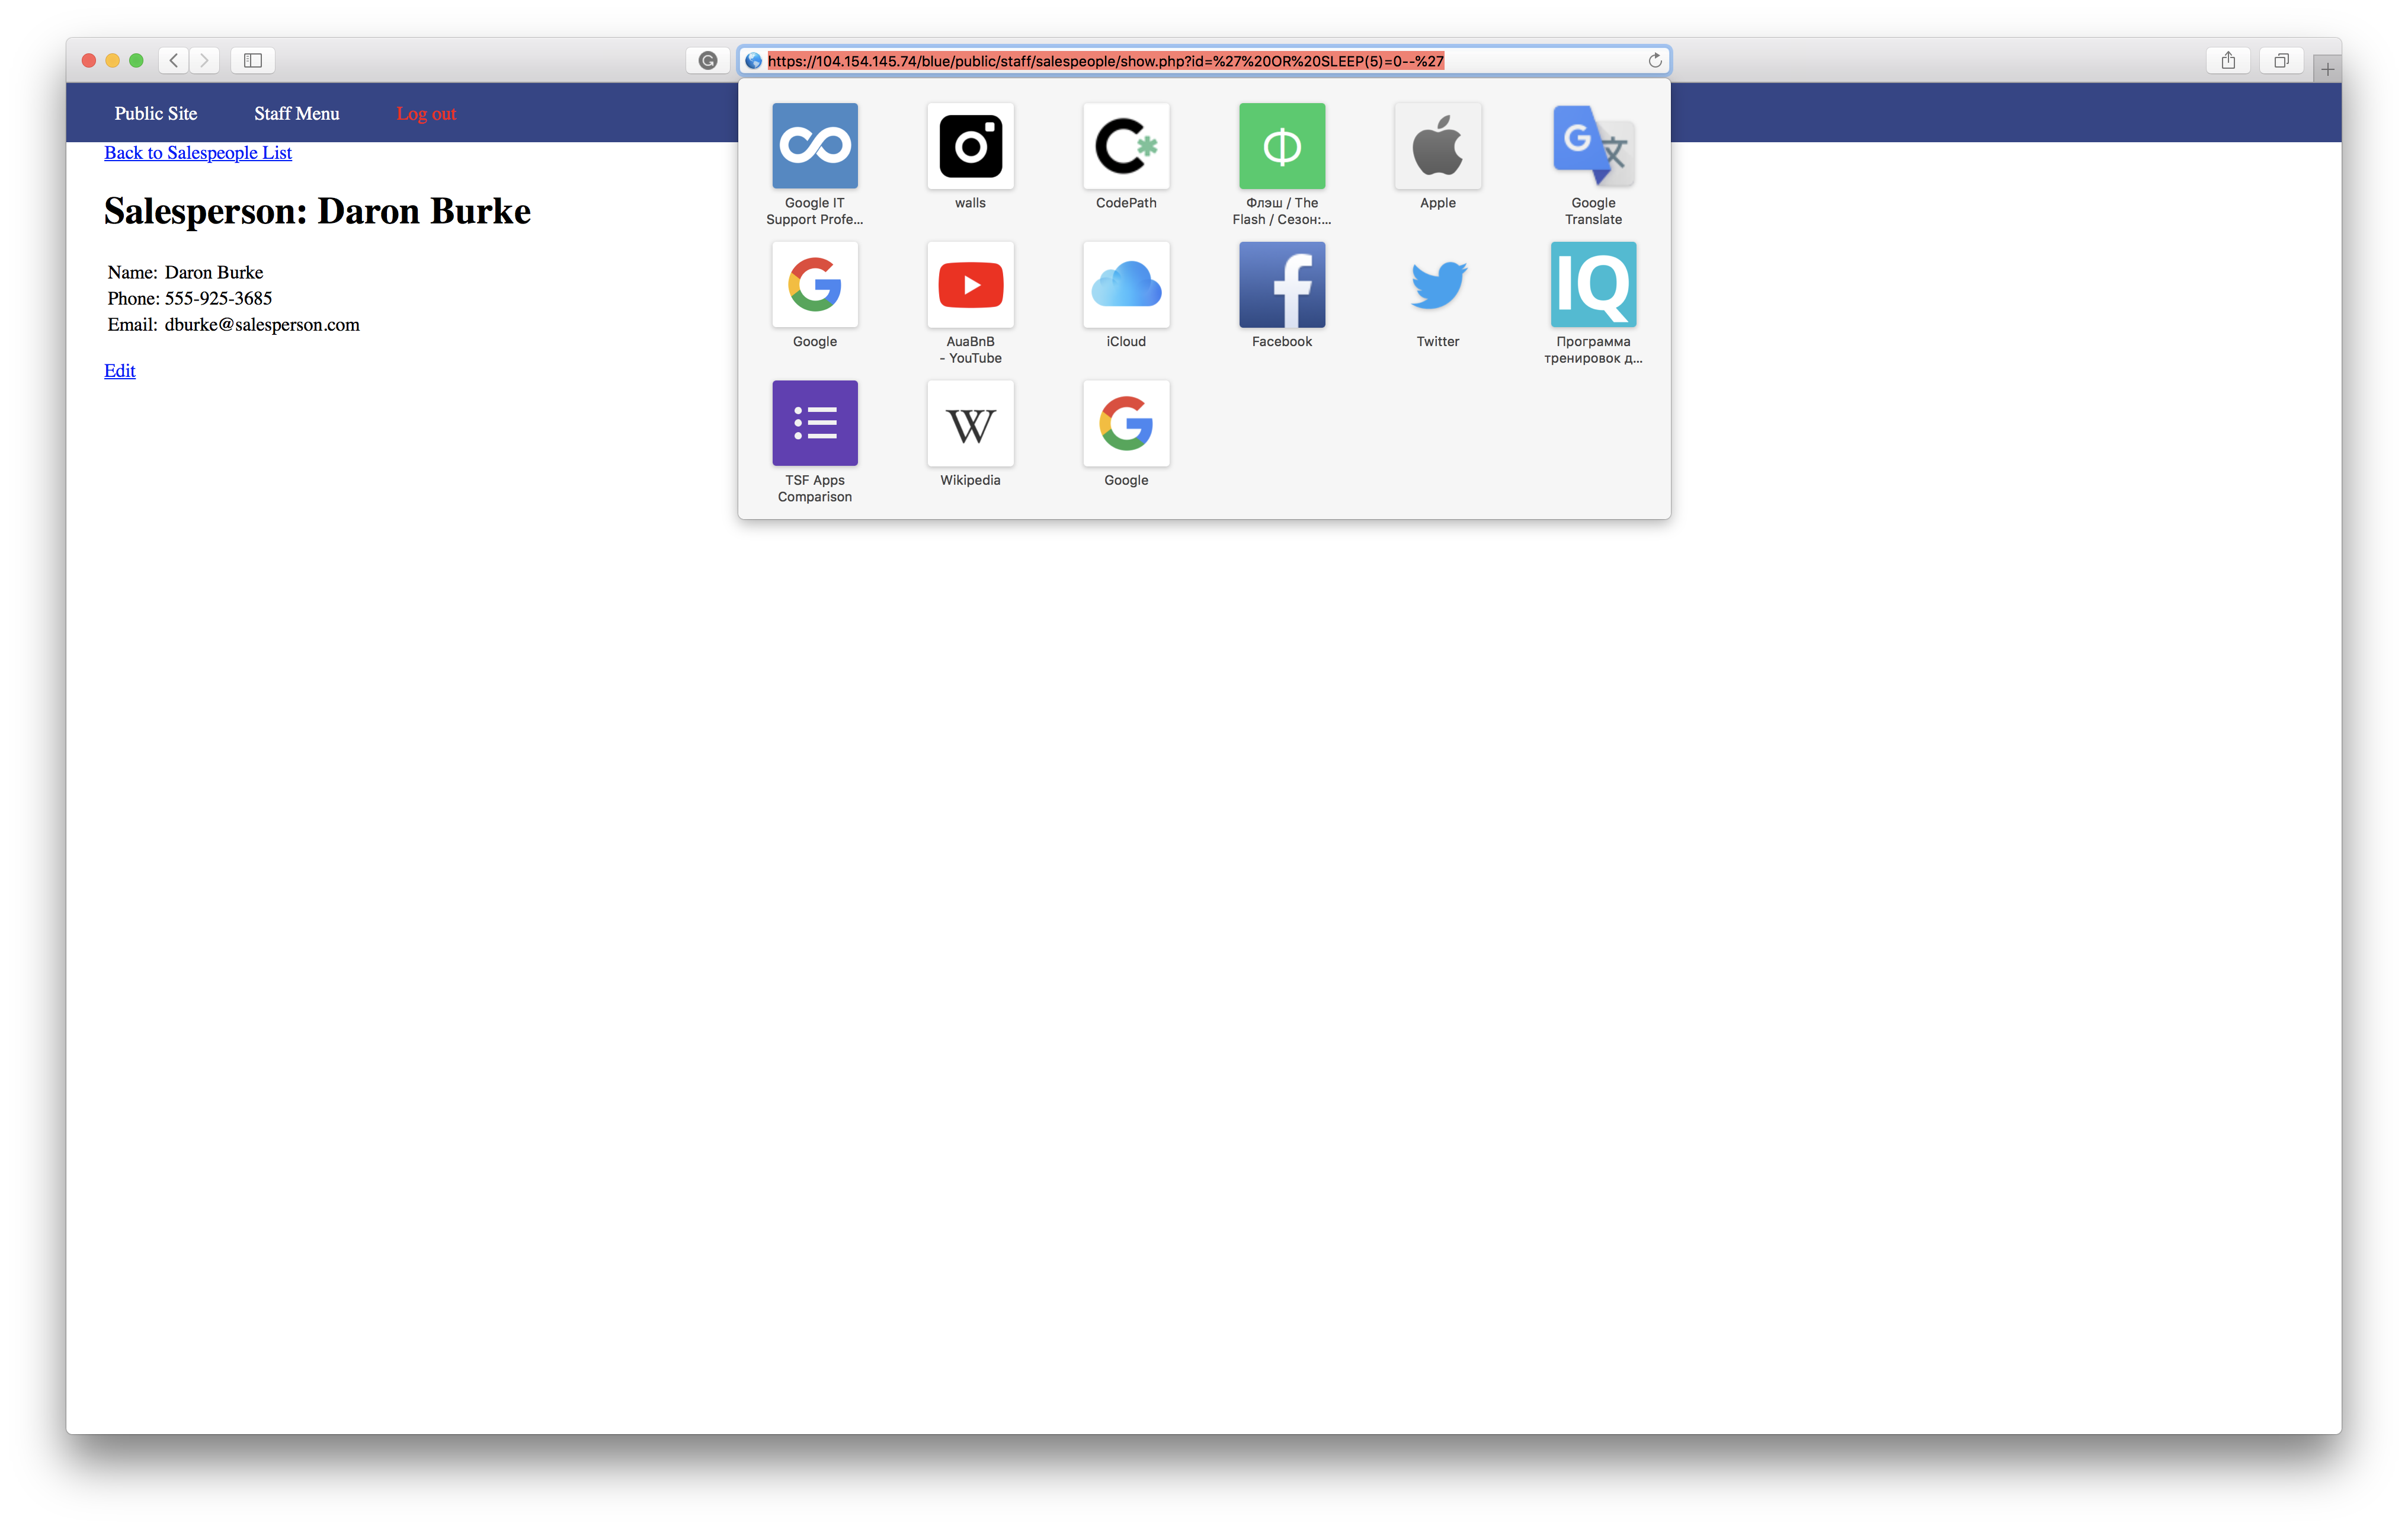 https://104.154.145.74/blue/public/staff/salespeople/show.php?id=%27%20OR%20SLEEP(5)=0--%27
Public Site Staff Menu Log out
Back to Salespeople List
Salesperson: Daron Burke
Name: Daron Burke
Phone: 555-925-3685
Email: dburke@salesperson.com
Edit
Google IT
Support Profe...
walls
CodePath
Флэш / The
Flash / Сезон:...
Apple
Google
Translate
Google
AuaBnB
- YouTube
iCloud
Facebook
Twitter
IQ
Программа
тренировок д...
TSF Apps
Comparison
W
Wikipedia
Google